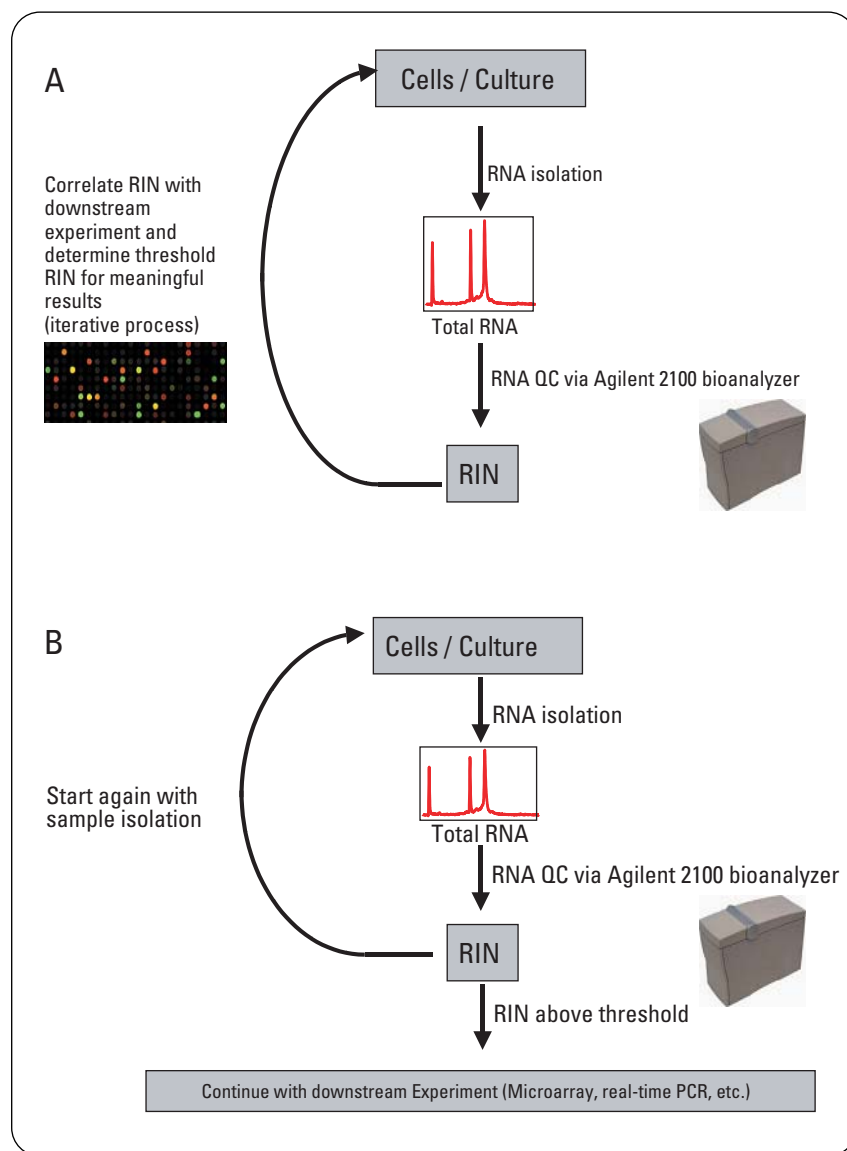 A
Cells / Culture
RNA isolation
Correlate RIN with
downstream
experiment and
determine threshold
RIN for meaningful
results
(iterative process)
Total RNA
RNA QC via Agilent 2100 bioanalyzer
RIN
B
Cells / Culture
RNA isolation
Start again with
sample isolation
Total RNA
RNA QC via Agilent 2100 bioanalyzer
RIN
RIN above threshold
Continue with downstream Experiment (Microarray, real-time PCR, etc.)